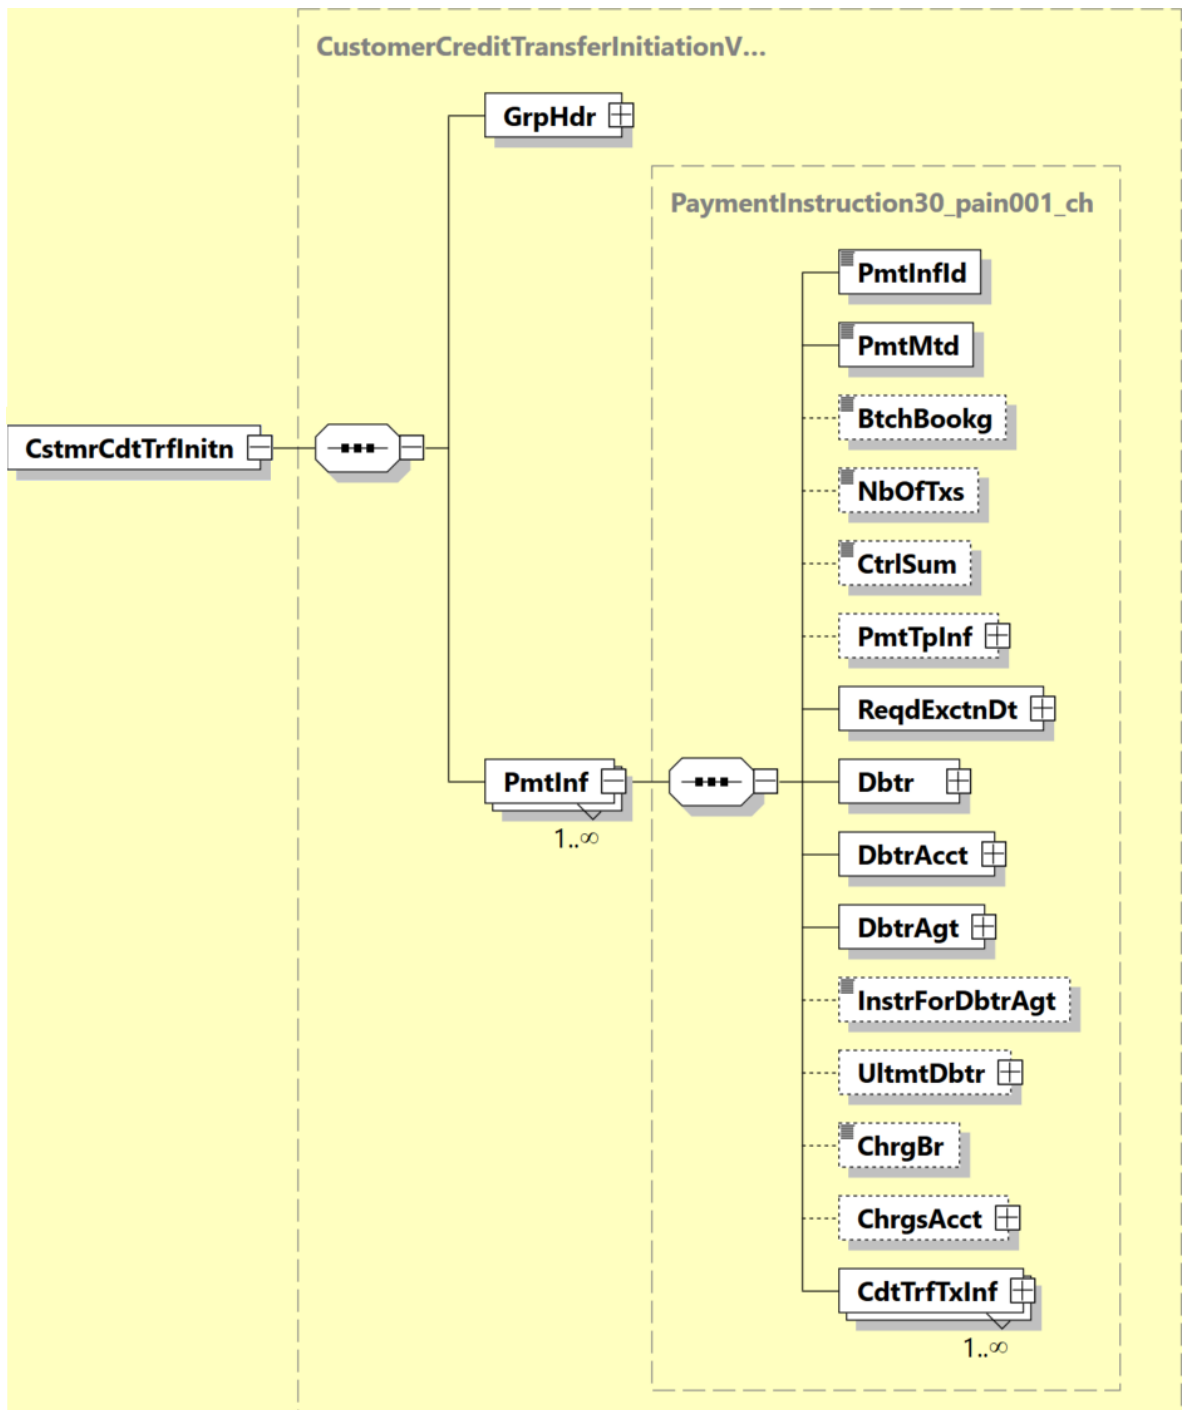 CustomerCreditTransferInitiationV...
GrpHdr
PaymentInstruction30_pain001_ch
PmtInfId
PmtMtd
BtchBookg
CstmrCdtTrfInitn
NbOfTxs
CtrlSum
PmtTpInf
ReqdExctnDt
PmtInf
Dbtr
1..∞
DbtrAcct
DbtrAgt
InstrForDbtrAgt
UltmtDbtr
ChrgBr
ChrgsAcct
CdtTrfTxInf
1..∞